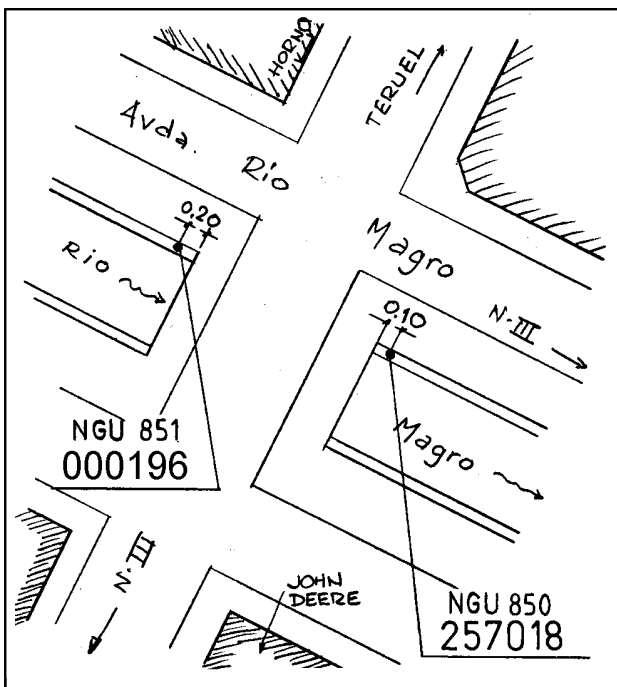 HORNO
TERUEL
Avda. Rio Magro
0.20
Rio
0.10
N-III
Magro
NGU 851
000196
N-III
JOHN
DEERE
NGU 850
257018